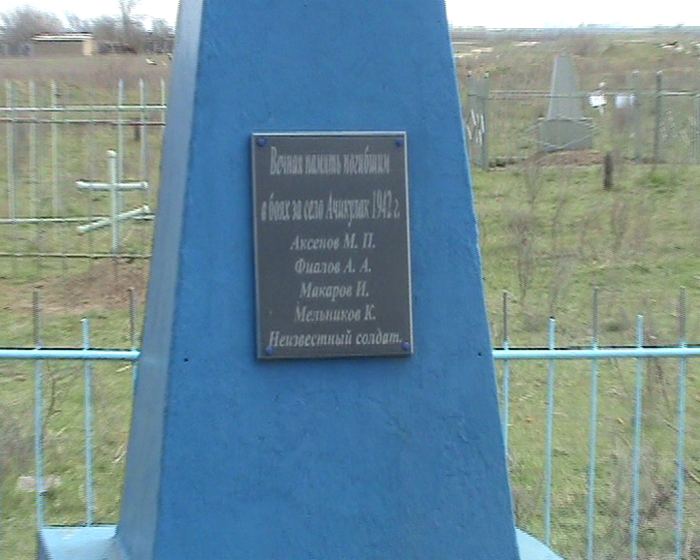 Вечная память погибшим
в боях за село Ачикулак 1942 г.
Аксенов М. П.
Фиалов А. А.
Макаров И.
Мельников К.
Неизвестный солдат.